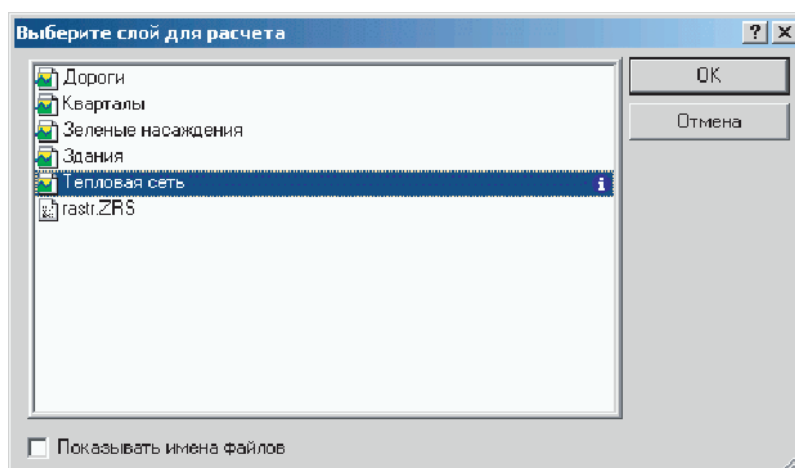 Выберите слой для расчета
Дороги
Кварталы
Зеленые насаждения
Здания
Тепловая сеть
rastr.ZRS
OK
Отмена
Показывать имена файлов